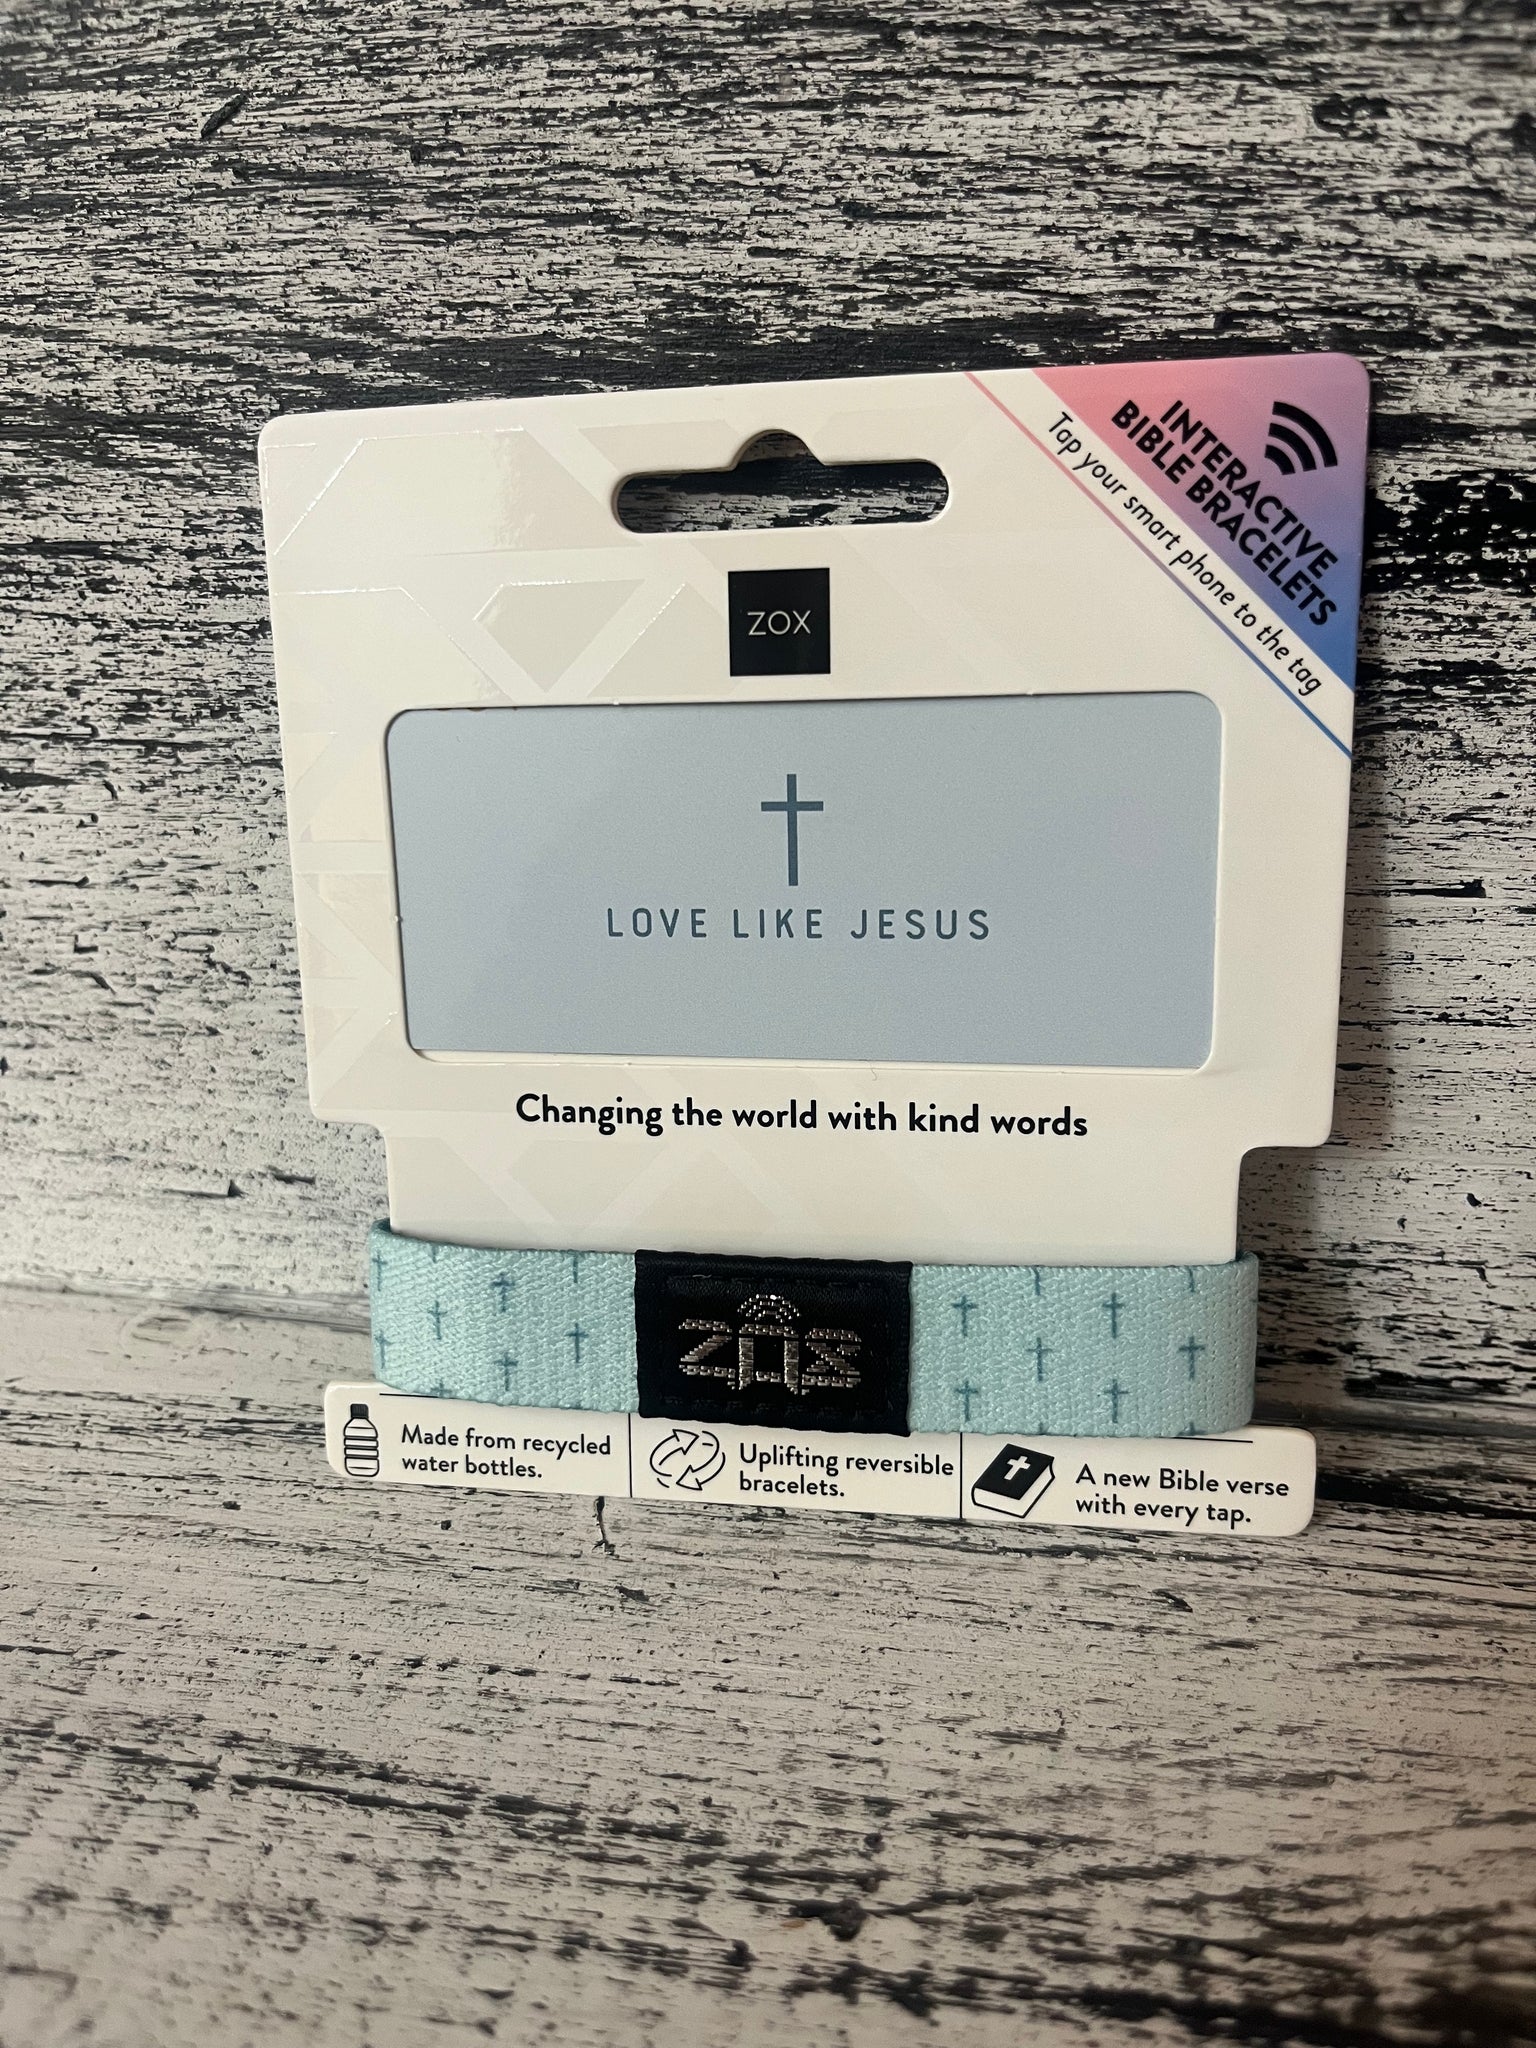 INTERACTIVE
BIBLE BRACELETS
Tap your smart phone to the tag
ZOX
LOVE LIKE JESUS
Changing the world with kind words
ZOX
Made from recycled
water bottles.
Uplifting reversible
bracelets.
A new Bible verse
with every tap.